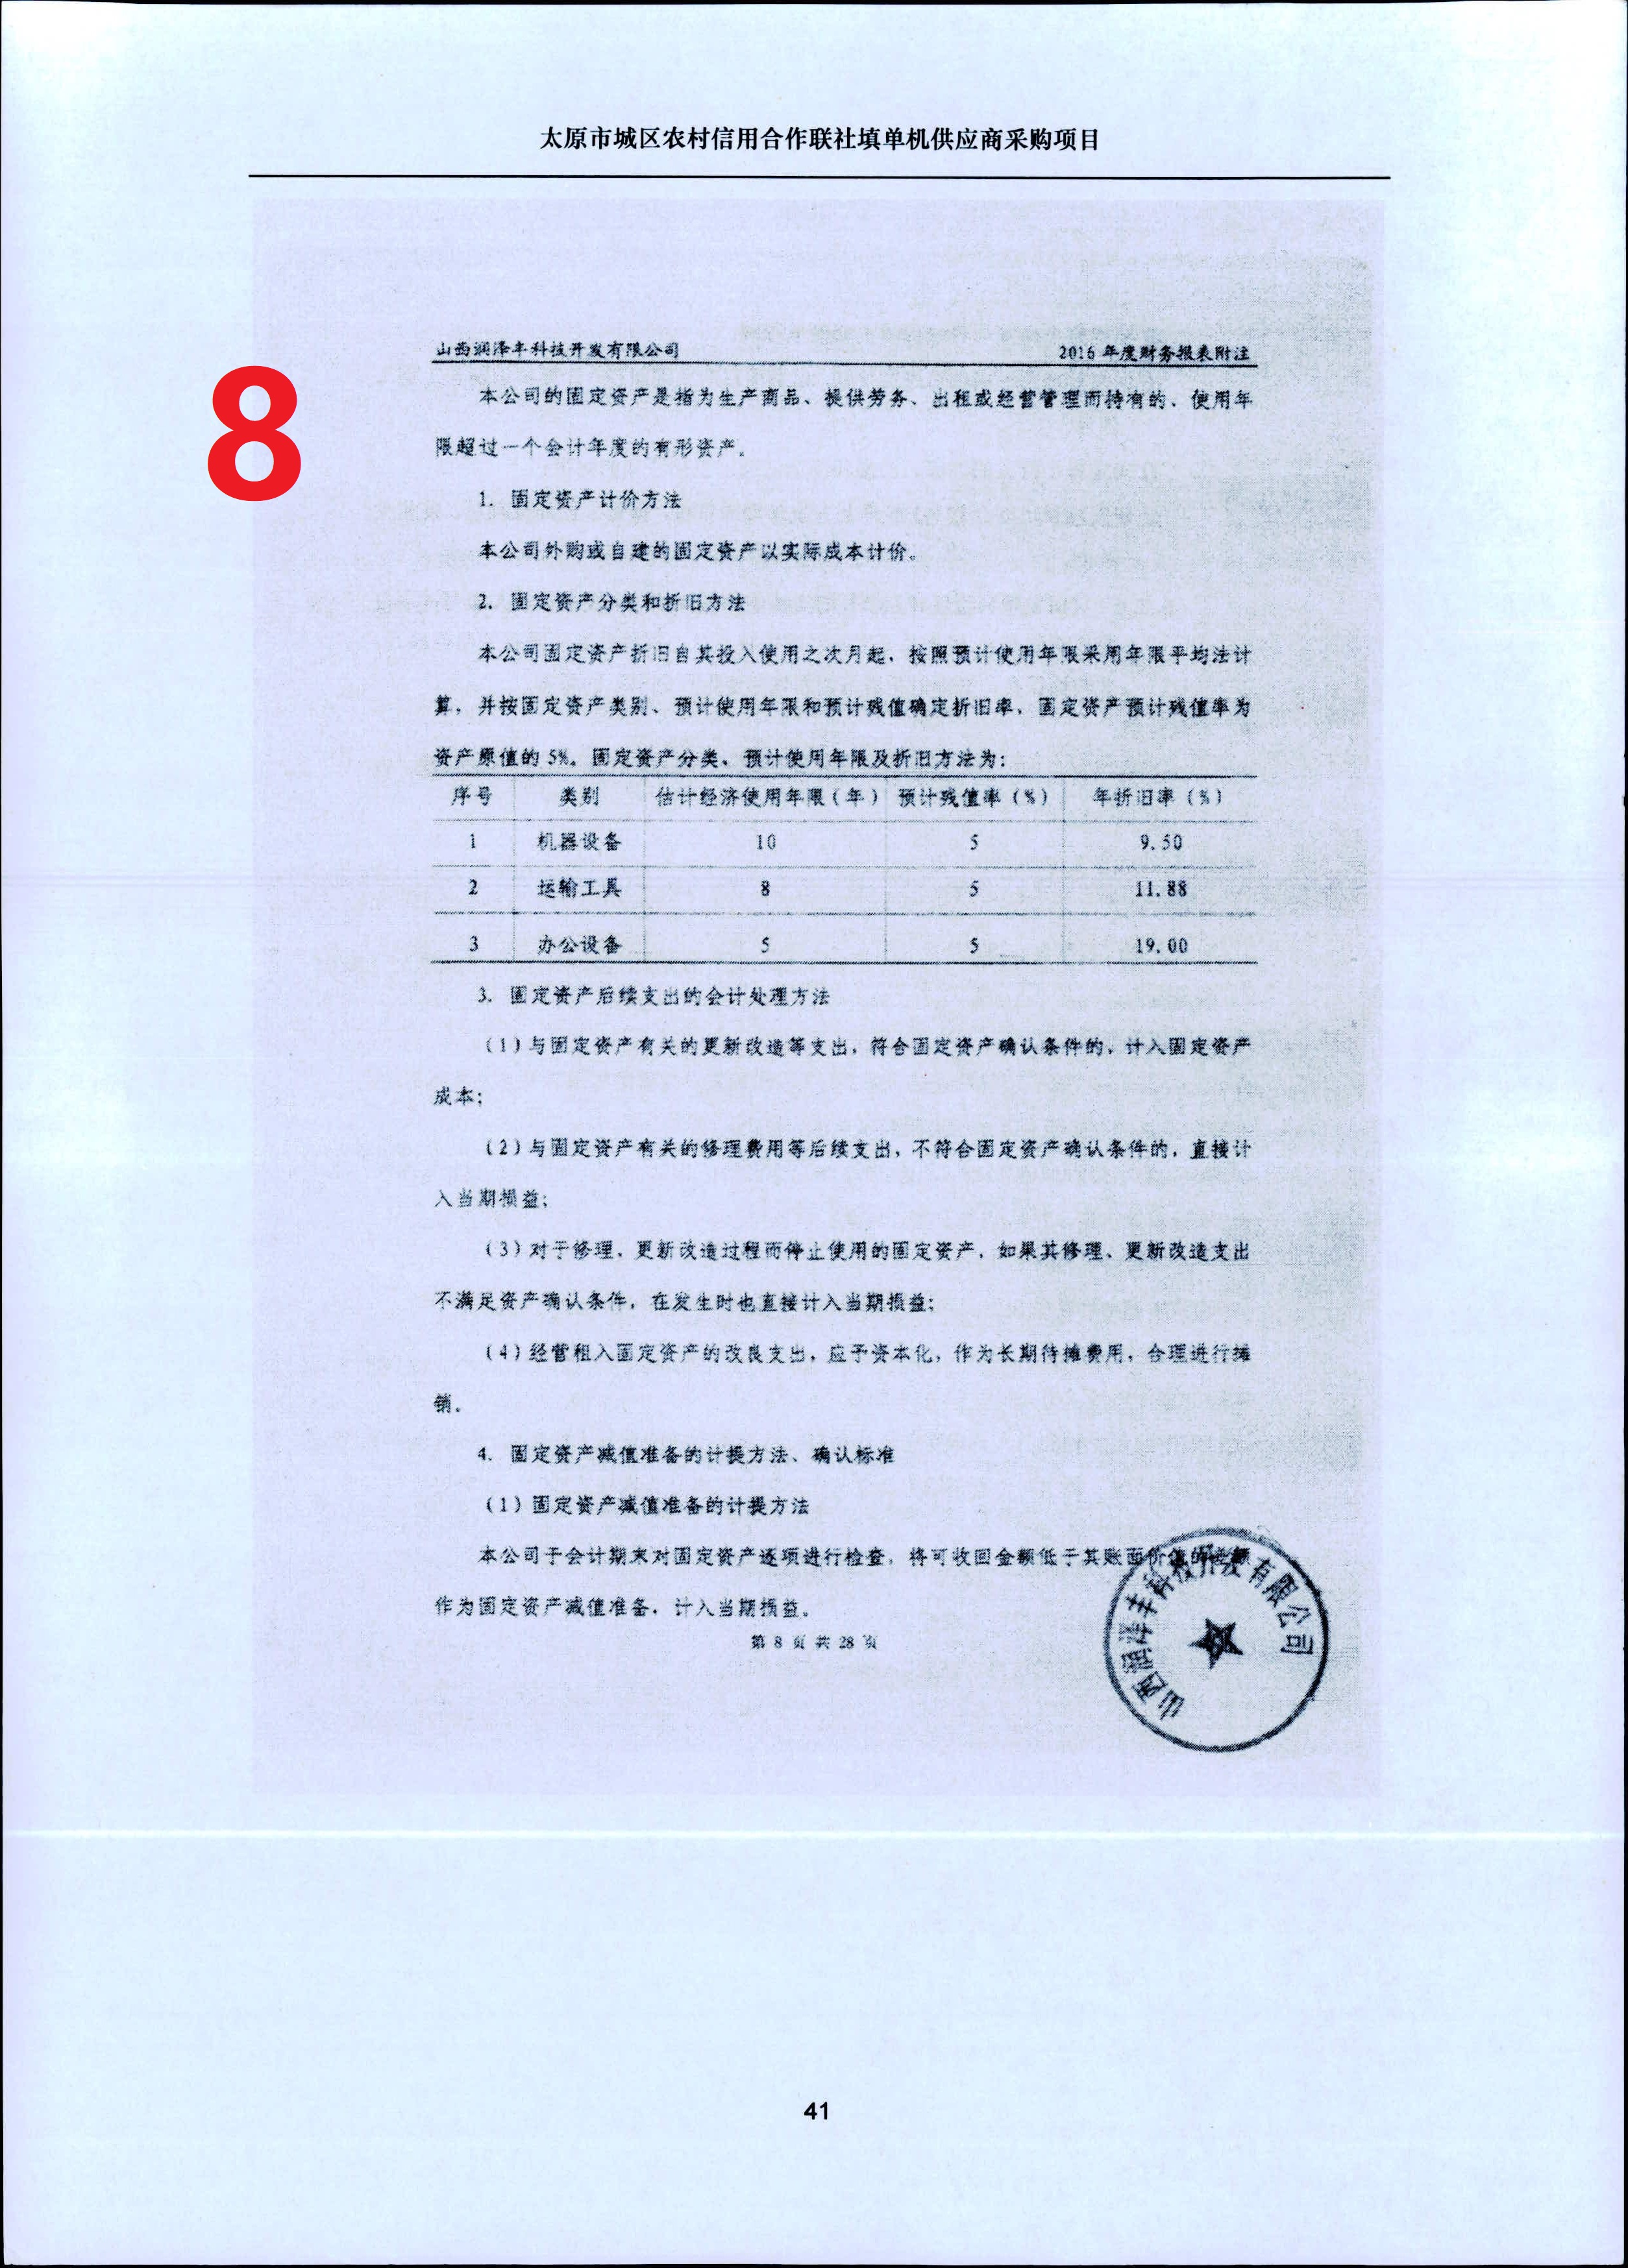 太原市城区农村信用合作联社填单机供应商采购项目
8
山西润泽丰科技开发有限公司 2016 年度财务报表附注
本公司的固定资产是指为生产商品、提供劳务、出租或经营管理而持有的、使用年
限超过一个会计年度的有形资产。
1. 固定资产计价方法
本公司外购或自建的固定资产以实际成本计价。
2. 固定资产分类和折旧方法
本公司固定资产折旧自其投入使用之次月起，按照预计使用年限采用年限平均法计
算，并按固定资产类别、预计使用年限和预计残值确定折旧率，固定资产预计残值率为
资产原值的 5%。固定资产分类、预计使用年限及折旧方法为：
序号 类别 估计经济使用年限（年） 预计残值率（%） 年折旧率（%）
1 机器设备 10 5 9.50
2 运输工具 8 5 11.88
3 办公设备 5 5 19.00
3. 固定资产后续支出的会计处理方法
（1）与固定资产有关的更新改造等支出，符合固定资产确认条件的，计入固定资产
成本；
（2）与固定资产有关的修理费用等后续支出，不符合固定资产确认条件的，直接计
入当期损益；
（3）对于修理、更新改造过程而停止使用的固定资产，如果其修理、更新改造支出
不满足资产确认条件，在发生时也直接计入当期损益；
（4）经营租入固定资产的改良支出，应予资本化，作为长期待摊费用，合理进行摊
销。
4. 固定资产减值准备的计提方法、确认标准
（1）固定资产减值准备的计提方法
本公司于会计期末对固定资产逐项进行检查，将可收回金额低于其账面价值的差额
作为固定资产减值准备，计入当期损益。
第 8 页 共 28 页
山西润泽丰科技开发有限公司
41